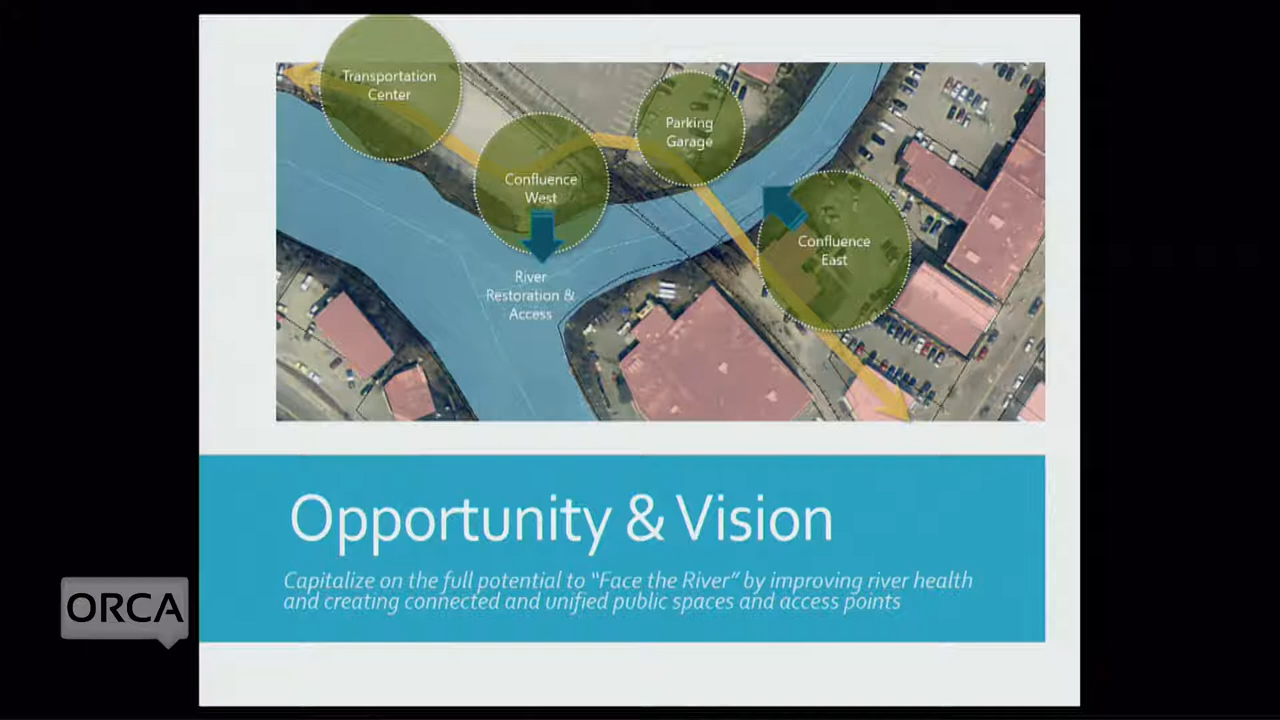 Transportation
Center
Parking
Garage
Confluence
West
Confluence
East
River
Restoration &
Access
Opportunity & Vision
Capitalize on the full potential to “Face the River” by improving river health
and creating connected and unified public spaces and access points
ORCA